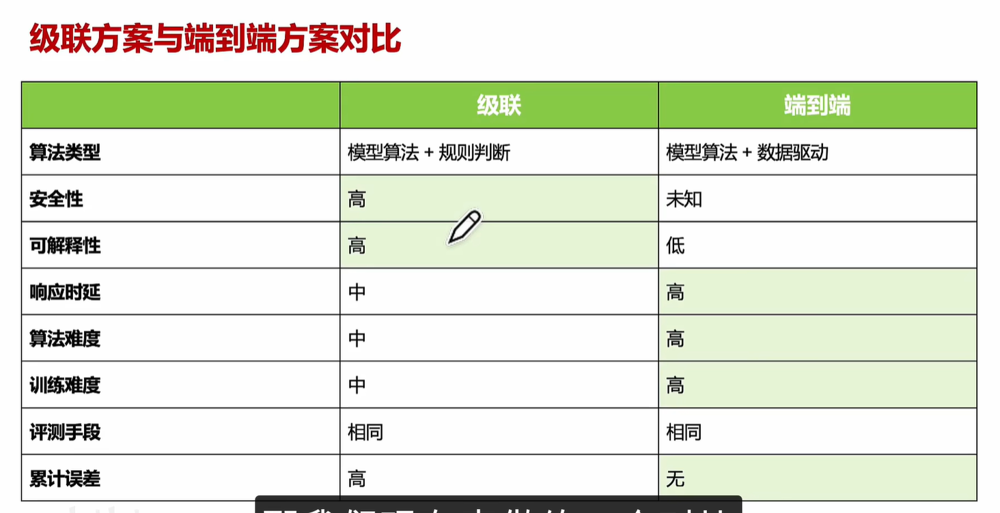 级联方案与端到端方案对比
级联 端到端
算法类型 模型算法 + 规则判断 模型算法 + 数据驱动
安全性 高 未知
可解释性 高 低
响应时延 中 高
算法难度 中 高
训练难度 中 高
评测手段 相同 相同
累计误差 高 无